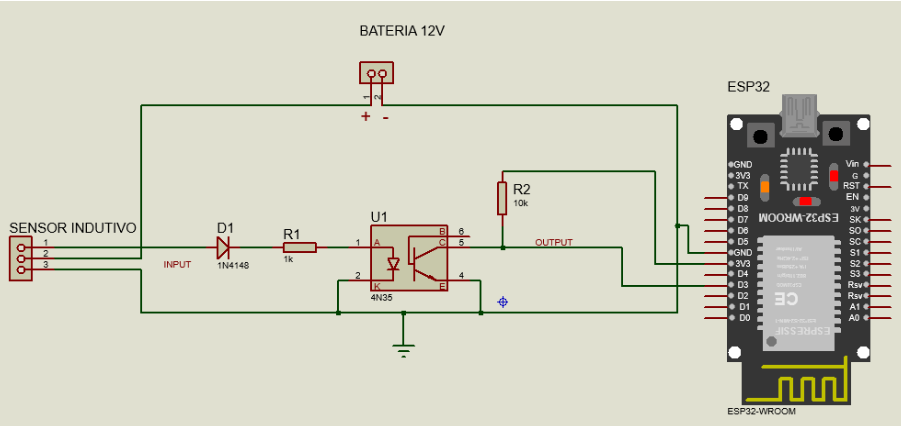 BATERIA 12V
1
2
+ -
ESP32
SENSOR INDUTIVO
1
2
3
INPUT
D1
1N4148
R1
1k
U1
1
2
A
K
B
C
E
6
5
4
4N35
R2
10k
OUTPUT
GND
3V3
TX
D9
D8
D7
D6
D5
GND
3V3
D4
D3
D2
D1
D0
Vin
G
RST
EN
3V
SK
SO
SC
S1
S2
S3
Rsv
Rsv
A1
A0
ESP32-WROOM
CE
ESPRESSIF
ESP32-WROOM